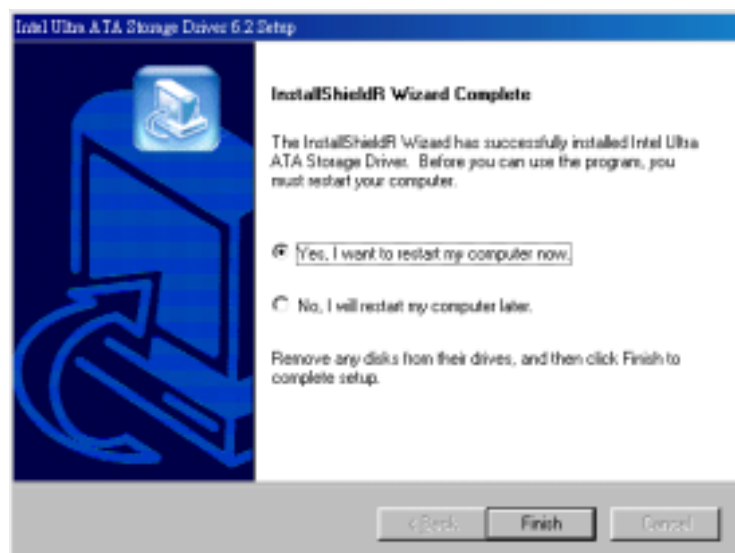 Intel Ultra ATA Storage Driver 6.2 Setup
InstallShieldR Wizard Complete
The InstallShieldR Wizard has successfully installed Intel Ultra
ATA Storage Driver. Before you can use the program, you
must restart your computer.
Yes, I want to restart my computer now.
No, I will restart my computer later.
Remove any disks from their drives, and then click Finish to
complete setup.
< Back
Finish
Cancel